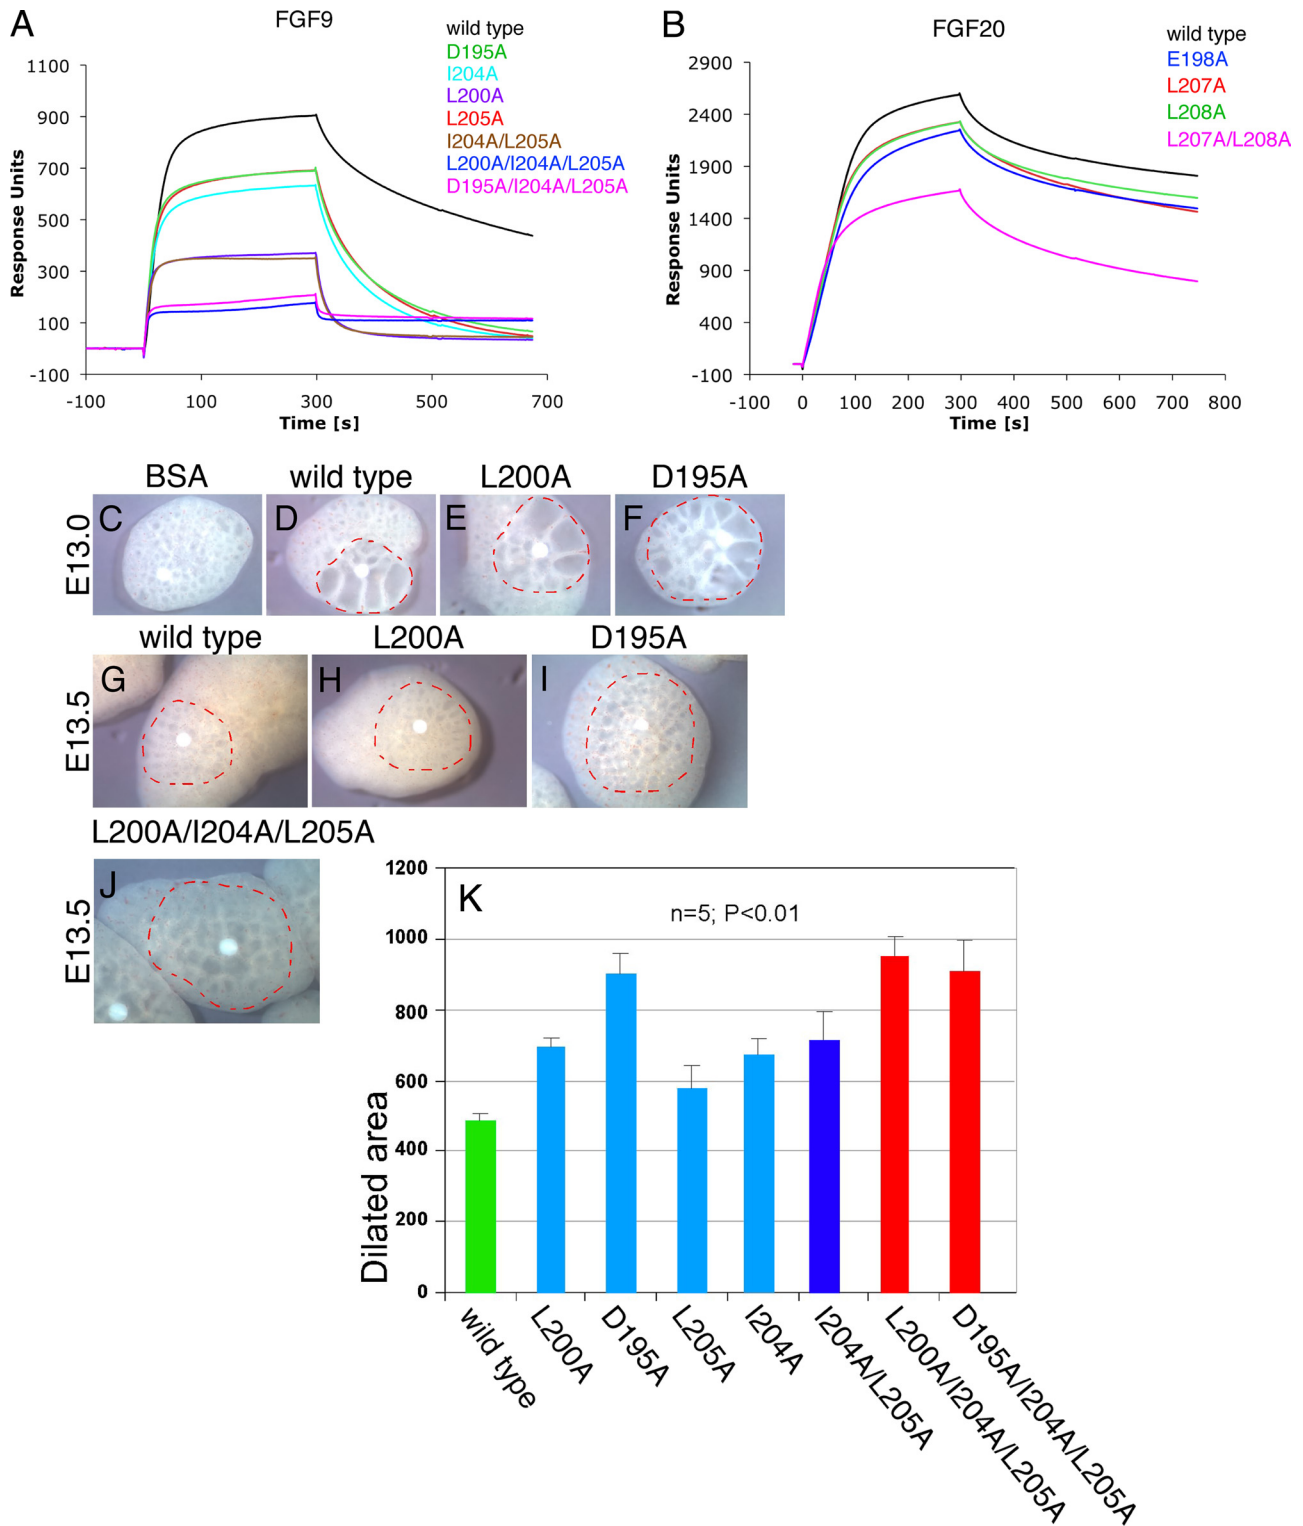 A
FGF9
wild type
D195A
I204A
L200A
L205A
I204A/L205A
L200A/I204A/L205A
D195A/I204A/L205A
1100
900
700
500
300
100
-100
Response Units
-100 100 300 500 700
Time [s]
B
FGF20
wild type
E198A
L207A
L208A
L207A/L208A
2900
2400
1900
1400
900
400
-100
Response Units
-100 0 100 200 300 400 500 600 700 800
Time [s]
BSA wild type L200A D195A
E13.0
C D E F
wild type L200A D195A
E13.5
G H I
L200A/I204A/L205A
E13.5
J
K
n=5; P<0.01
1200
1000
800
600
400
200
0
Dilated area
wild type
L200A
D195A
L205A
I204A
I204A/L205A
L200A/I204A/L205A
D195A/I204A/L205A